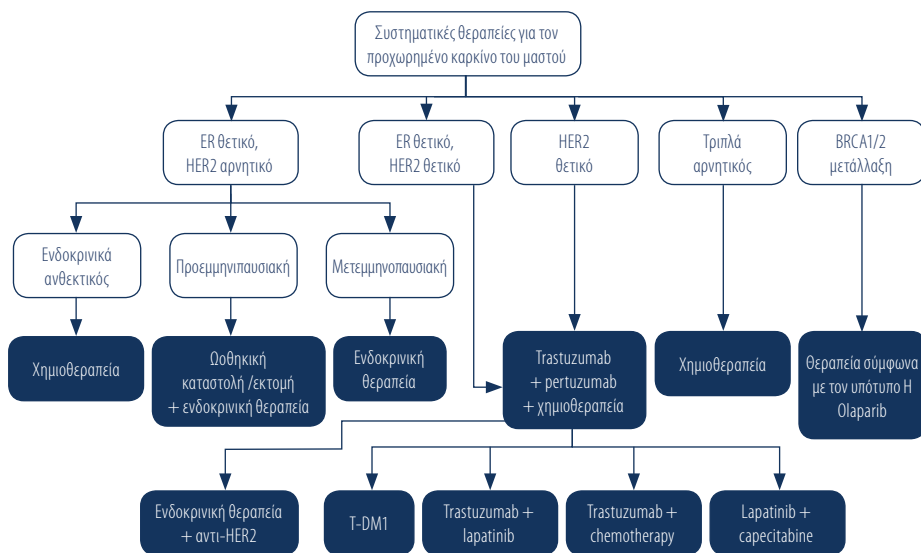 Συστηματικές θεραπείες για τον
προχωρημένο καρκίνο του μαστού
ER θετικό,
HER2 αρνητικό
ER θετικό,
HER2 θετικό
HER2
θετικό
Τριπλά
αρνητικός
BRCA1/2
μετάλλαξη
Ενδοκρινικά
ανθεκτικός
Προεμμηνιπαυσιακή
Μετεμμηνοπαυσιακή
Χημιοθεραπεία
Ωοθηκική
καταστολή /εκτομή
+ ενδοκρινική θεραπεία
Ενδοκρινική
θεραπεία
Trastuzumab
+ pertuzumab
+ χημιοθεραπεία
Χημιοθεραπεία
Θεραπεία σύμφωνα
με τον υπότυπο Η
Olaparib
Ενδοκρινική θεραπεία
+ αντι-HER2
T-DM1
Trastuzumab +
lapatinib
Trastuzumab +
chemotherapy
Lapatinib +
capecitabine